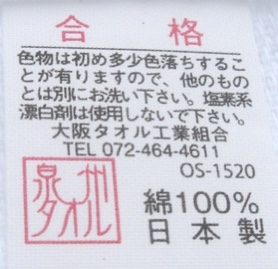 合格
色物は初め多少色落ちするこ
とが有りますので、他のもの
とは別にお洗い下さい。塩素系
漂白剤は使用しないで下さい。
大阪タオル工業組合
TEL 072-464-4611
OS-1520
泉州
タオル
綿100%
日本製